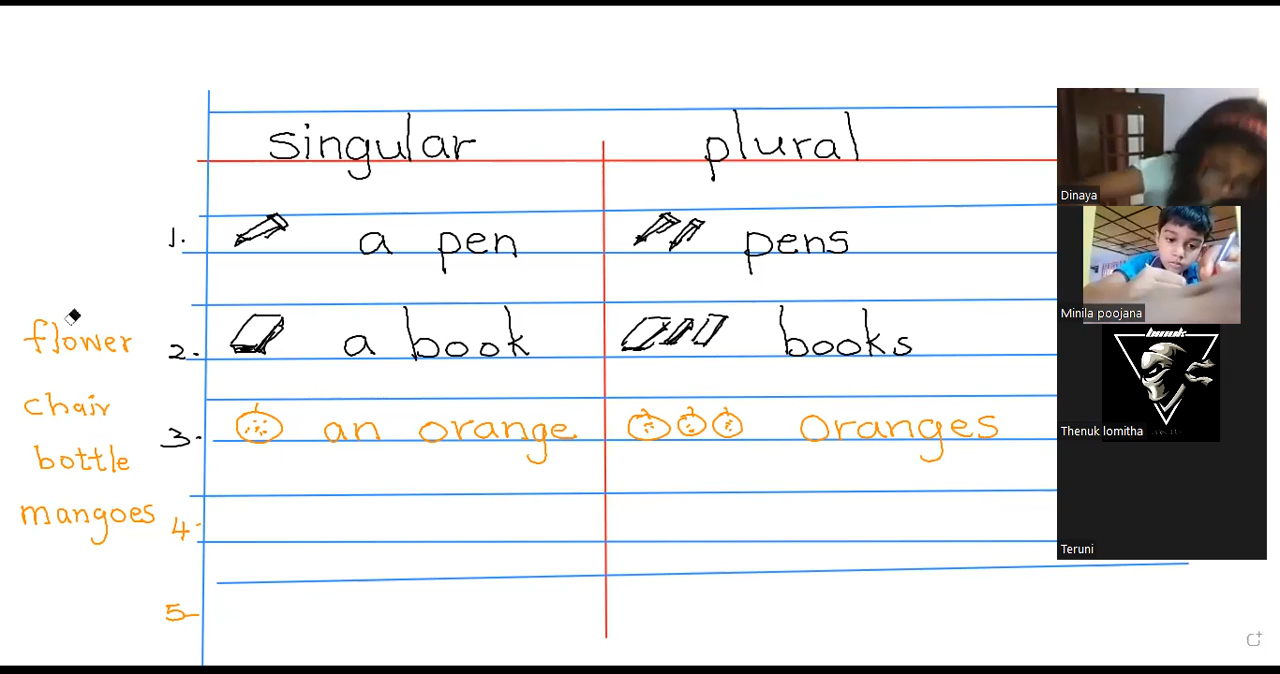 singular plural
1. a pen pens
2. a book books
3. an orange oranges
4.
5
flower
chair
bottle
mangoes
Dinaya
Minila poojana
Thenuk lomitha
Teruni